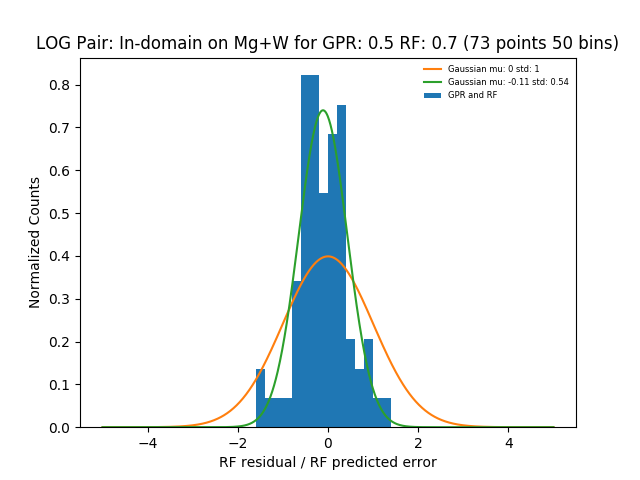 LOG Pair: In-domain on Mg+W for GPR: 0.5 RF: 0.7 (73 points 50 bins)
Gaussian mu: 0 std: 1
Gaussian mu: -0.11 std: 0.54
GPR and RF
Normalized Counts
0.8
0.7
0.6
0.5
0.4
0.3
0.2
0.1
0.0
−4 −2 0 2 4
RF residual / RF predicted error